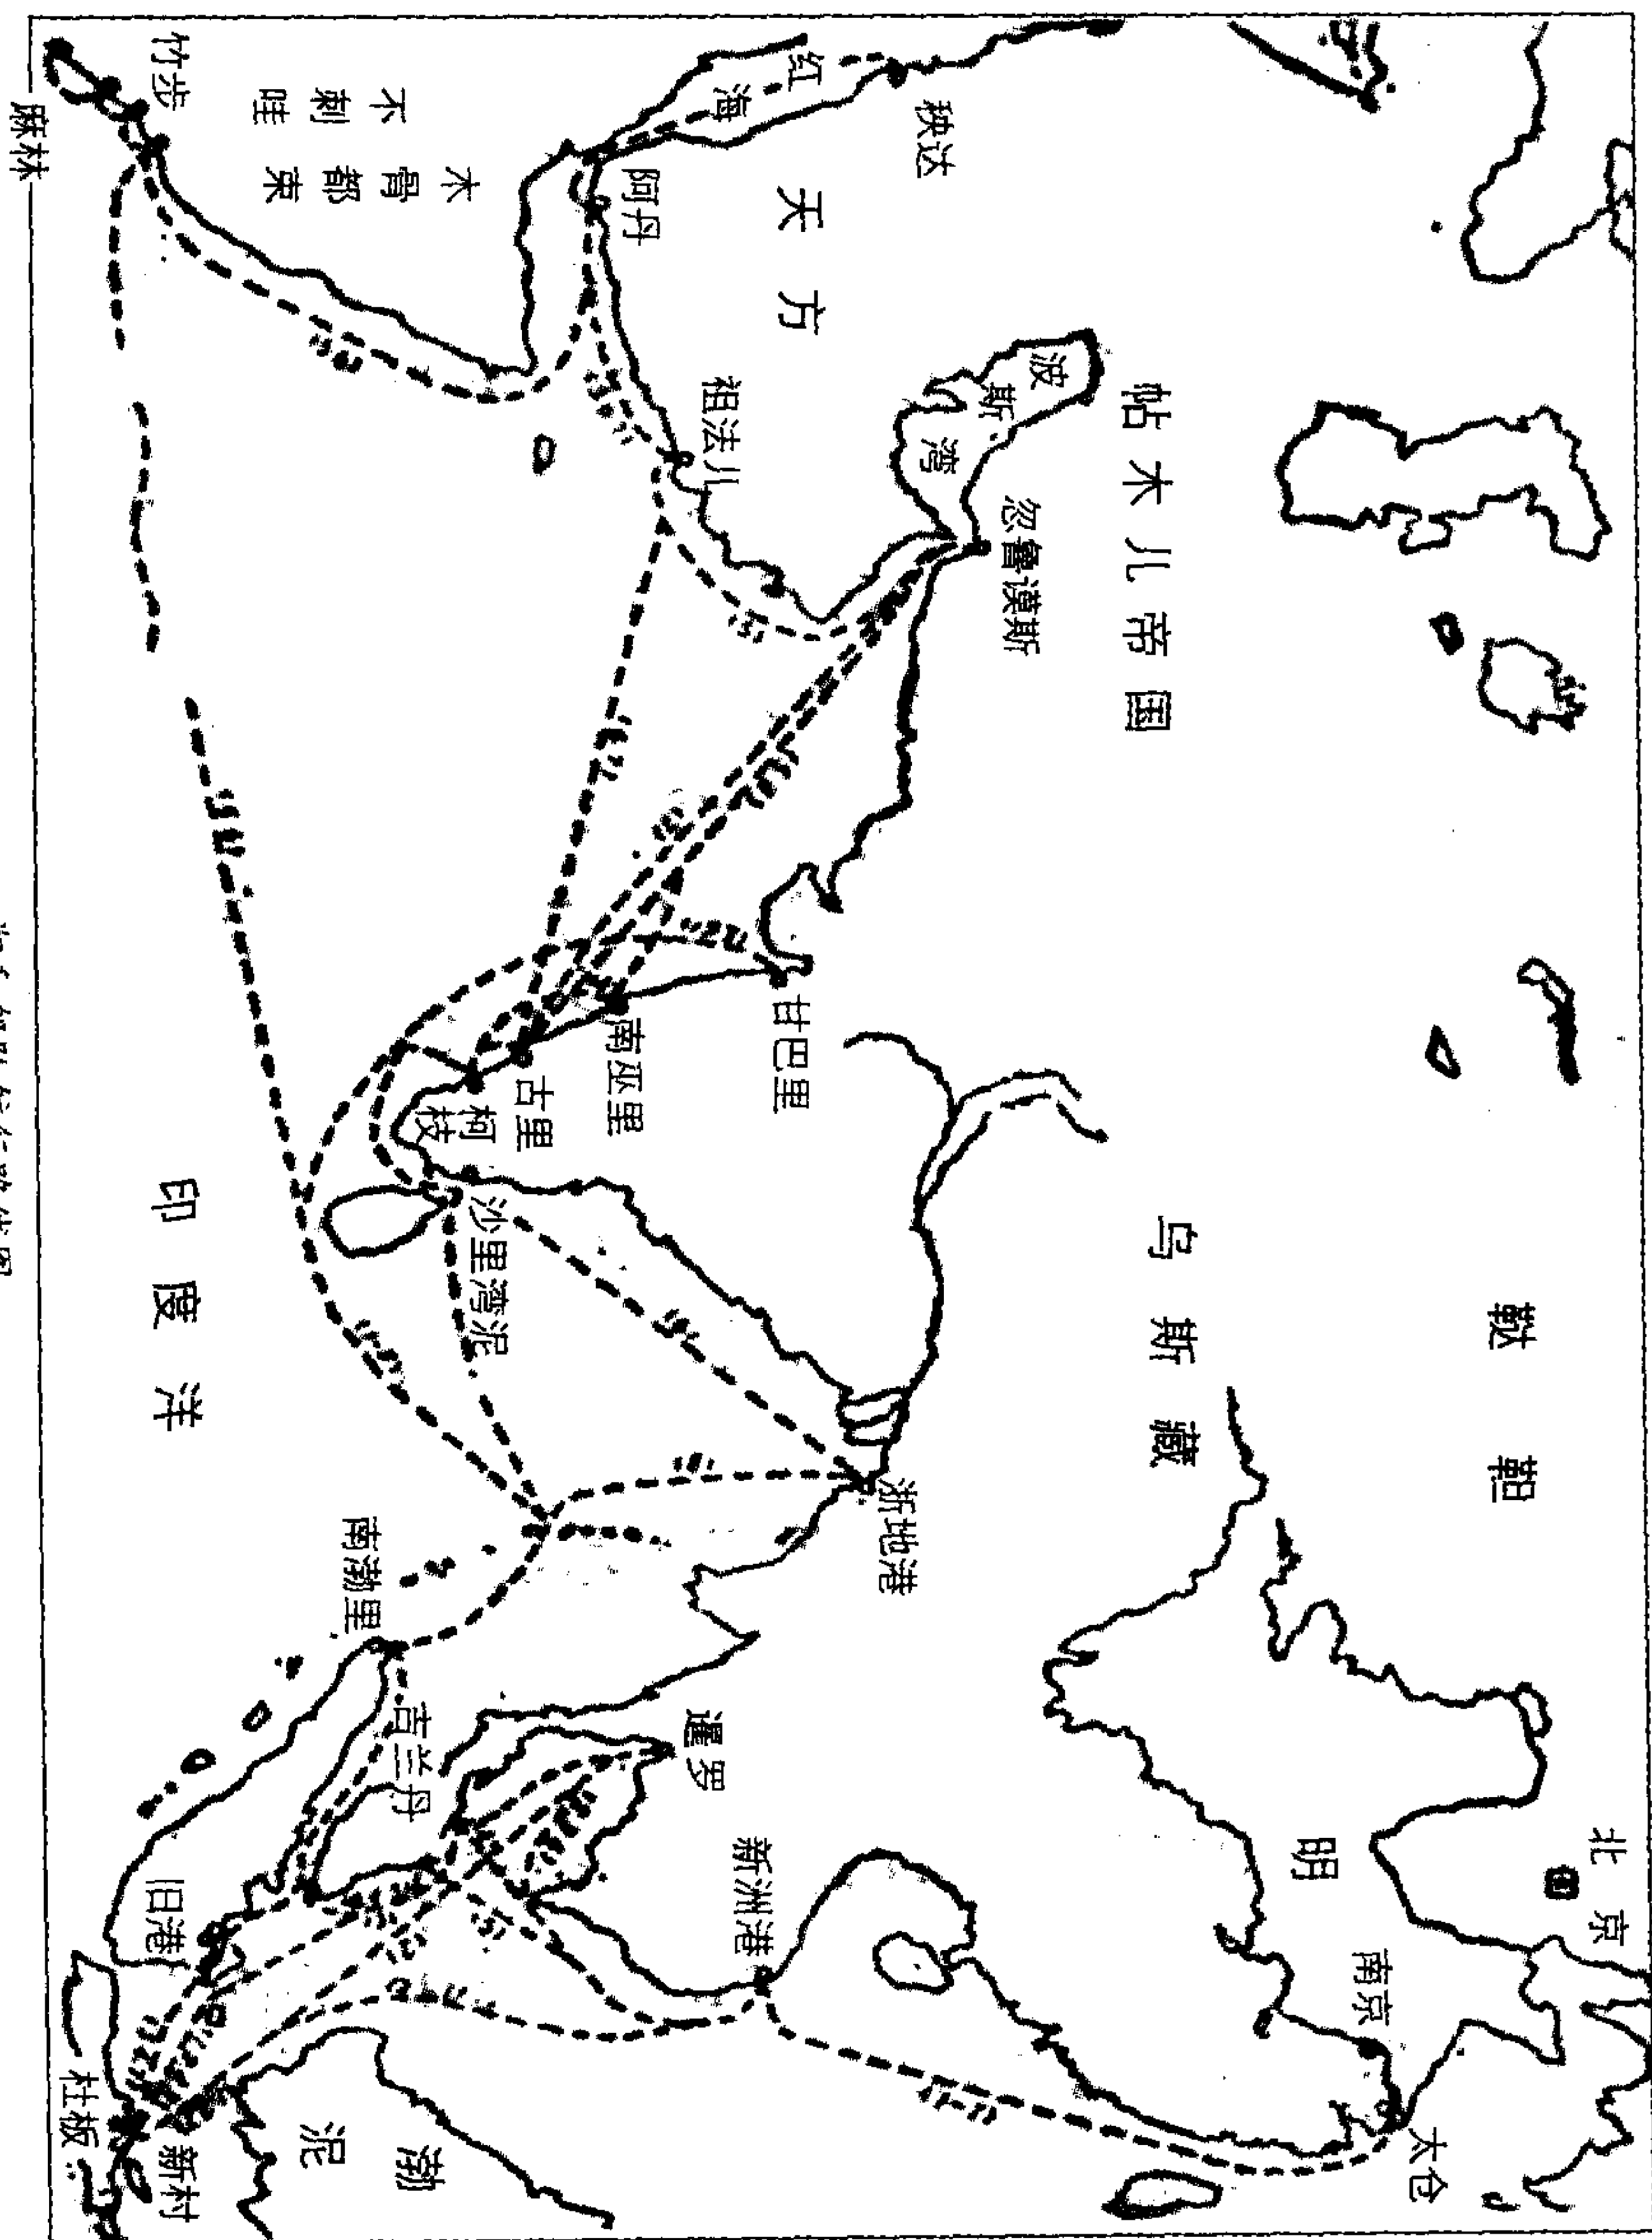 北京
鞑靼
南京
太仓
明
乌斯藏
帖木儿帝国
波斯湾
忽鲁谟斯
秩达
红海
天方
阿丹
祖法儿
甘巴里
南巫里
古里
柯枝
沙里湾泥
浙地港
暹罗
新洲港
吉兰丹
南渤里
旧港
渤泥
新村
杜板
印度洋
木骨都束
不剌哇
竹步
麻林